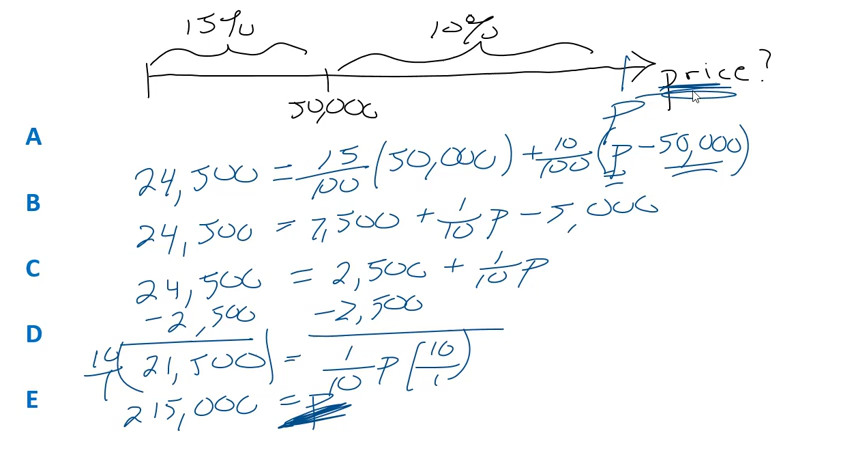 15% 10%
50,000 p price?
A
24,500 = 15/100 (50,000) + 10/100 (p - 50,000)
B
24,500 = 7,500 + 1/10 p - 5,000
C
24,500 = 2,500 + 1/10 p
-2,500 -2,500
D
10/1 (21,500) = 1/10 p (10/1)
E
215,000 = p